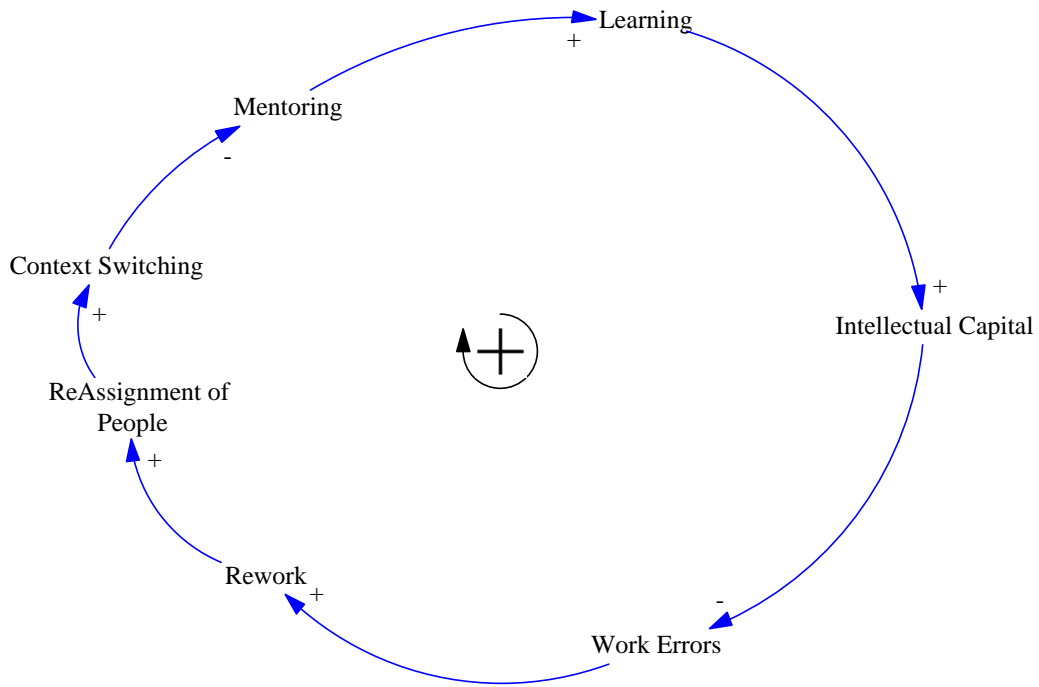 Learning
+
Mentoring
-
Context Switching
+
+
Intellectual Capital
ReAssignment of
People
+
Rework
+
-
Work Errors